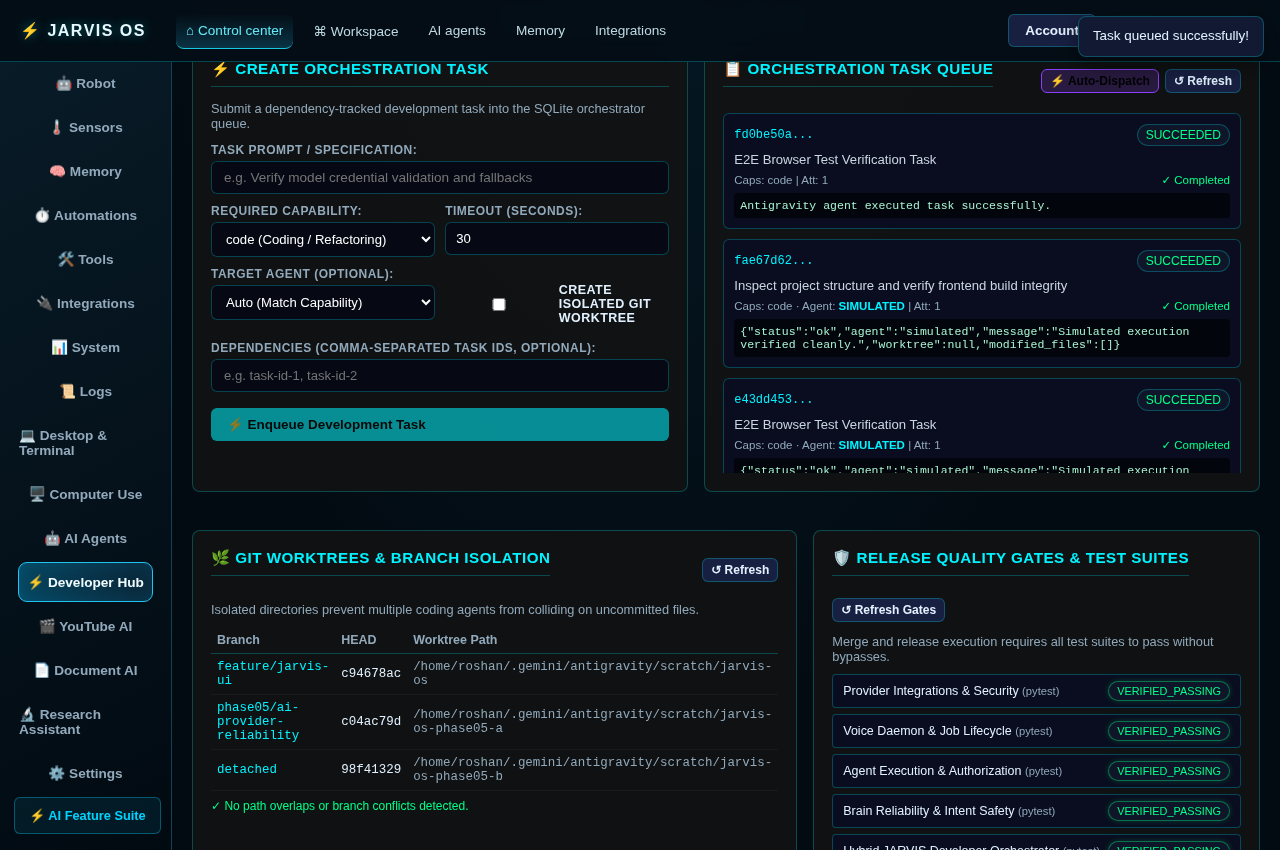 ⚡ JARVIS OS
⌂ Control center
⌘ Workspace
AI agents
Memory
Integrations
Account
Task queued successfully!
🤖 Robot
🌡️ Sensors
🧠 Memory
⏱️ Automations
🛠️ Tools
🔌 Integrations
📊 System
📜 Logs
💻 Desktop &
Terminal
🖥️ Computer Use
🤖 AI Agents
⚡ Developer Hub
🎬 YouTube AI
📄 Document AI
🔬 Research
Assistant
⚙️ Settings
⚡ AI Feature Suite
⚡ CREATE ORCHESTRATION TASK
Submit a dependency-tracked development task into the SQLite orchestrator
queue.
TASK PROMPT / SPECIFICATION:
e.g. Verify model credential validation and fallbacks
REQUIRED CAPABILITY:
TIMEOUT (SECONDS):
code (Coding / Refactoring)
30
TARGET AGENT (OPTIONAL):
Auto (Match Capability)
CREATE
ISOLATED GIT
WORKTREE
DEPENDENCIES (COMMA-SEPARATED TASK IDS, OPTIONAL):
e.g. task-id-1, task-id-2
⚡ Enqueue Development Task
📋 ORCHESTRATION TASK QUEUE
⚡ Auto-Dispatch
↺ Refresh
fd0be50a...
SUCCEEDED
E2E Browser Test Verification Task
Caps: code | Att: 1
✓ Completed
Antigravity agent executed task successfully.
fae67d62...
SUCCEEDED
Inspect project structure and verify frontend build integrity
Caps: code · Agent: SIMULATED | Att: 1
✓ Completed
{"status":"ok","agent":"simulated","message":"Simulated execution
verified cleanly.","worktree":null,"modified_files":[]}
e43dd453...
SUCCEEDED
E2E Browser Test Verification Task
Caps: code · Agent: SIMULATED | Att: 1
✓ Completed
{"status":"ok","agent":"simulated","message":"Simulated execution
🌿 GIT WORKTREES & BRANCH ISOLATION
↺ Refresh
Isolated directories prevent multiple coding agents from colliding on uncommitted files.
Branch
HEAD
Worktree Path
feature/jarvis-
ui
c94678ac
/home/roshan/.gemini/antigravity/scratch/jarvis-
os
phase05/ai-
provider-
reliability
c04ac79d
/home/roshan/.gemini/antigravity/scratch/jarvis-
os-phase05-a
detached
98f41329
/home/roshan/.gemini/antigravity/scratch/jarvis-
os-phase05-b
✓ No path overlaps or branch conflicts detected.
🛡️ RELEASE QUALITY GATES & TEST SUITES
↺ Refresh Gates
Merge and release execution requires all test suites to pass without
bypasses.
Provider Integrations & Security (pytest)
VERIFIED_PASSING
Voice Daemon & Job Lifecycle (pytest)
VERIFIED_PASSING
Agent Execution & Authorization (pytest)
VERIFIED_PASSING
Brain Reliability & Intent Safety (pytest)
VERIFIED_PASSING
Hybrid JARVIS Developer Orchestrator (pytest)
VERIFIED_PASSING